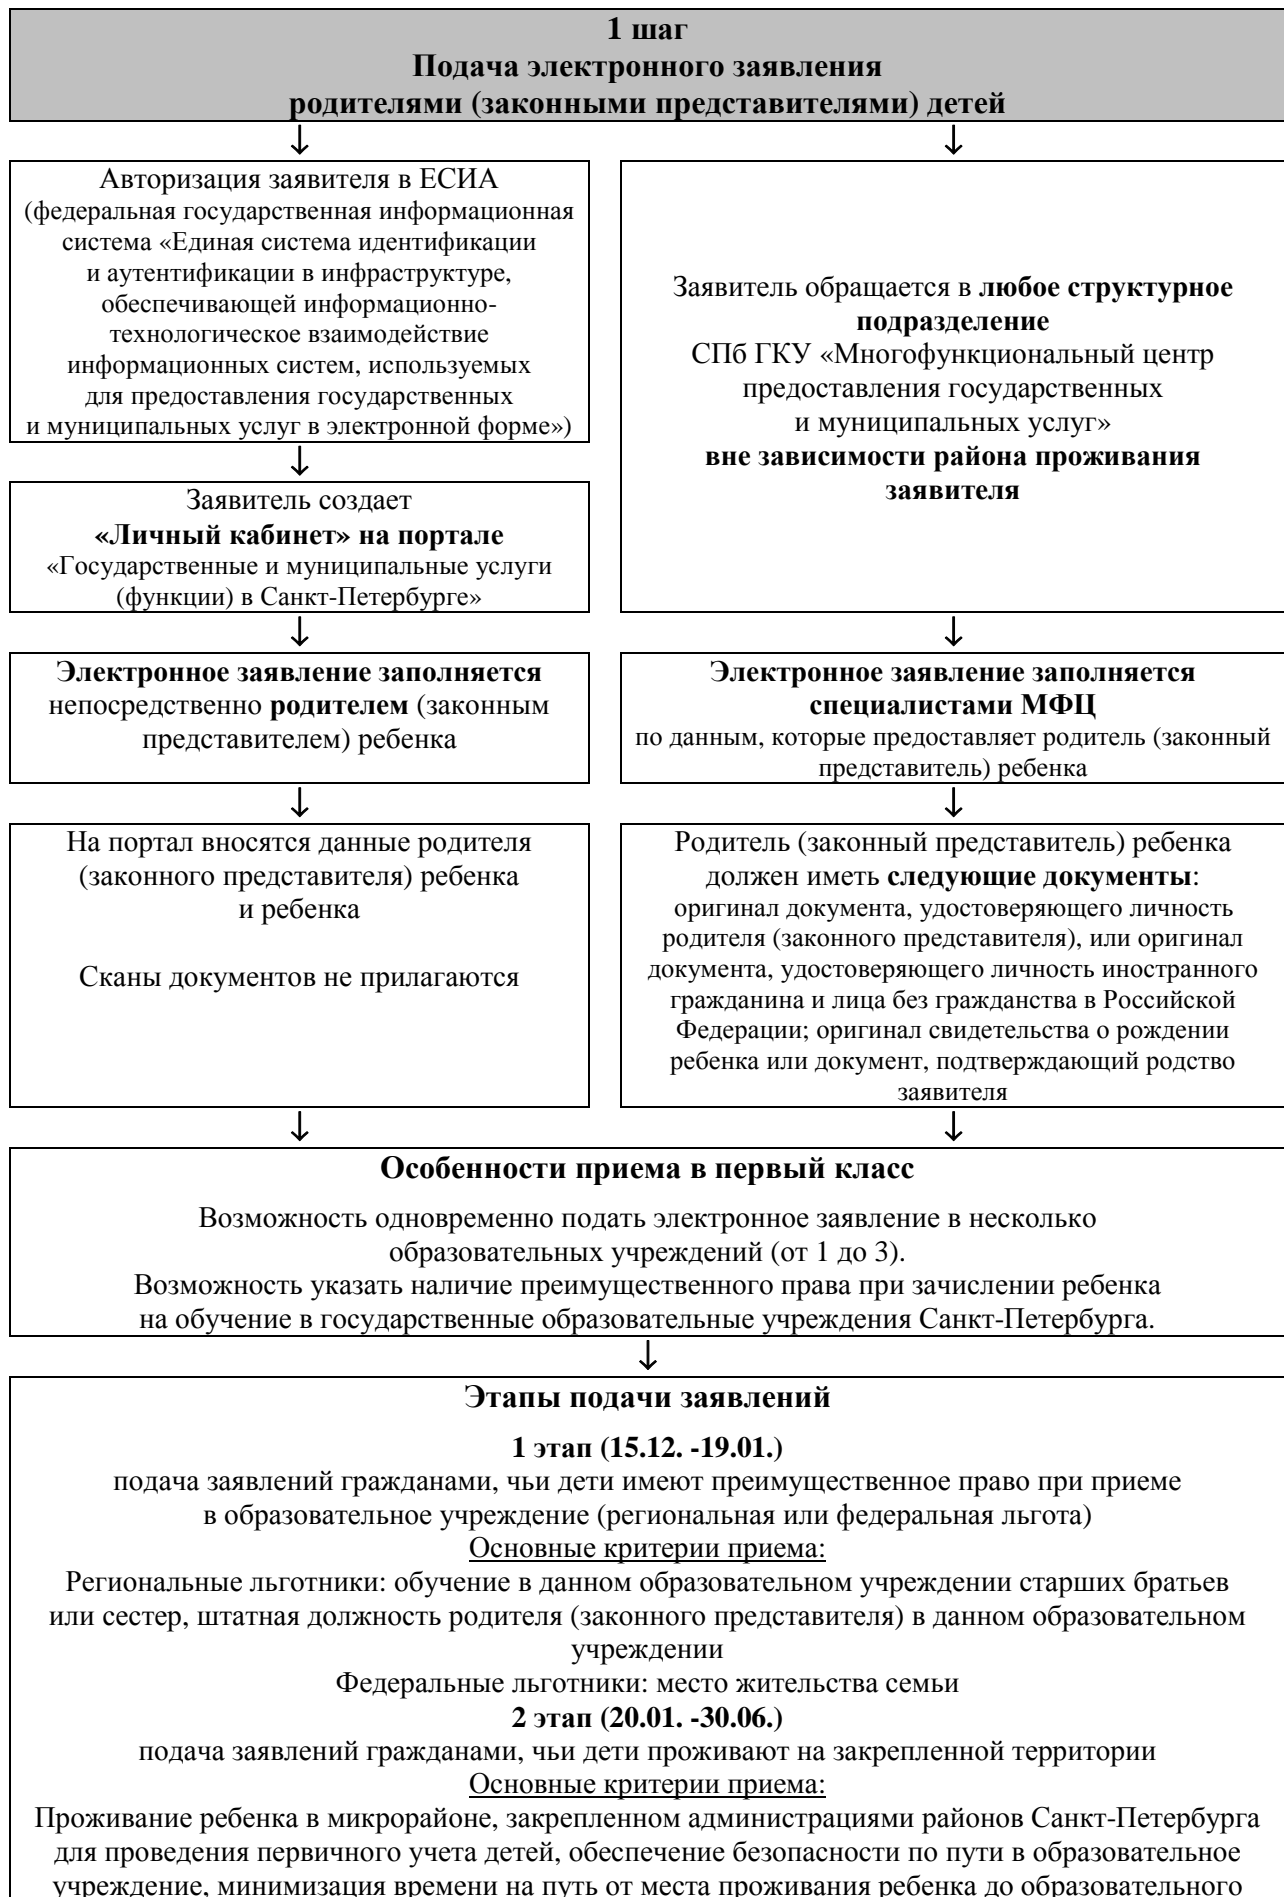 1 шаг
Подача электронного заявления
родителями (законными представителями) детей
↓
↓
Авторизация заявителя в ЕСИА
(федеральная государственная информационная
система «Единая система идентификации
и аутентификации в инфраструктуре,
обеспечивающей информационно-
технологическое взаимодействие
информационных систем, используемых
для предоставления государственных
и муниципальных услуг в электронной форме»)
↓
Заявитель создает
«Личный кабинет» на портале
«Государственные и муниципальные услуги
(функции) в Санкт-Петербурге»
Заявитель обращается в любое структурное
подразделение
СПб ГКУ «Многофункциональный центр
предоставления государственных
и муниципальных услуг»
вне зависимости района проживания
заявителя
↓
↓
Электронное заявление заполняется
непосредственно родителем (законным
представителем) ребенка
Электронное заявление заполняется
специалистами МФЦ
по данным, которые предоставляет родитель (законный
представитель) ребенка
↓
↓
На портал вносятся данные родителя
(законного представителя) ребенка
и ребенка
Сканы документов не прилагаются
Родитель (законный представитель) ребенка
должен иметь следующие документы:
оригинал документа, удостоверяющего личность
родителя (законного представителя), или оригинал
документа, удостоверяющего личность иностранного
гражданина и лица без гражданства в Российской
Федерации; оригинал свидетельства о рождении
ребенка или документ, подтверждающий родство
заявителя
↓
↓
Особенности приема в первый класс
Возможность одновременно подать электронное заявление в несколько
образовательных учреждений (от 1 до 3).
Возможность указать наличие преимущественного права при зачислении ребенка
на обучение в государственные образовательные учреждения Санкт-Петербурга.
↓
Этапы подачи заявлений
1 этап (15.12. -19.01.)
подача заявлений гражданами, чьи дети имеют преимущественное право при приеме
в образовательное учреждение (региональная или федеральная льгота)
Основные критерии приема:
Региональные льготники: обучение в данном образовательном учреждении старших братьев
или сестер, штатная должность родителя (законного представителя) в данном образовательном
учреждении
Федеральные льготники: место жительства семьи
2 этап (20.01. -30.06.)
подача заявлений гражданами, чьи дети проживают на закрепленной территории
Основные критерии приема:
Проживание ребенка в микрорайоне, закрепленном администрациями районов Санкт-Петербурга
для проведения первичного учета детей, обеспечение безопасности по пути в образовательное
учреждение, минимизация времени на путь от места проживания ребенка до образовательного